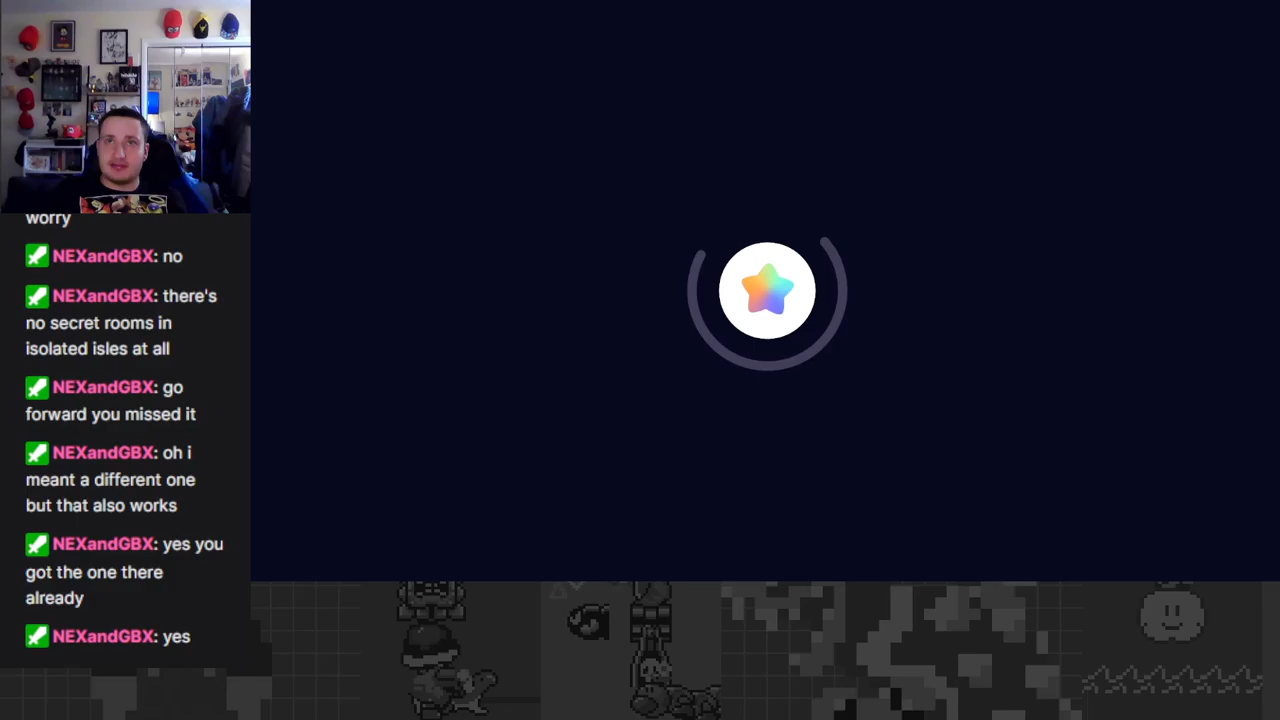 worry
NEXandGBX: no
NEXandGBX: there's
no secret rooms in
isolated isles at all
NEXandGBX: go
forward you missed it
NEXandGBX: oh i
meant a different one
but that also works
NEXandGBX: yes you
got the one there
already
NEXandGBX: yes